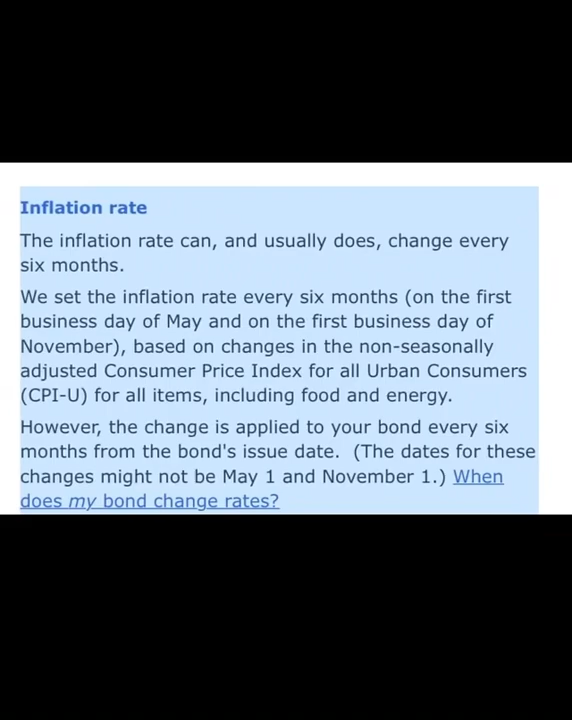 Inflation rate
The inflation rate can, and usually does, change every
six months.
We set the inflation rate every six months (on the first
business day of May and on the first business day of
November), based on changes in the non-seasonally
adjusted Consumer Price Index for all Urban Consumers
(CPI-U) for all items, including food and energy.
However, the change is applied to your bond every six
months from the bond's issue date.  (The dates for these
changes might not be May 1 and November 1.) When
does my bond change rates?